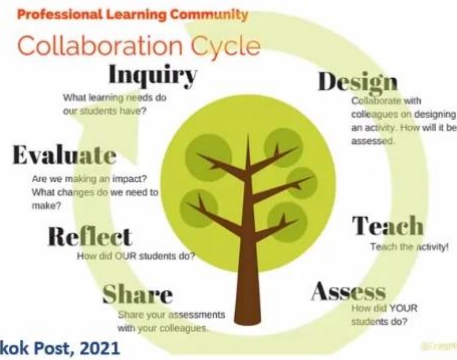 Professional Learning Community
Collaboration Cycle
Inquiry
What learning needs do
our students have?
Design
Collaborate with
colleagues on designing
an activity. How will it be
assessed.
Teach
Teach the activity!
Assess
How did YOUR
students do?
Share
Share your assessments
with your colleagues.
Reflect
How did OUR students do?
Evaluate
Are we making an impact?
What changes do we need to
make?
kok Post, 2021